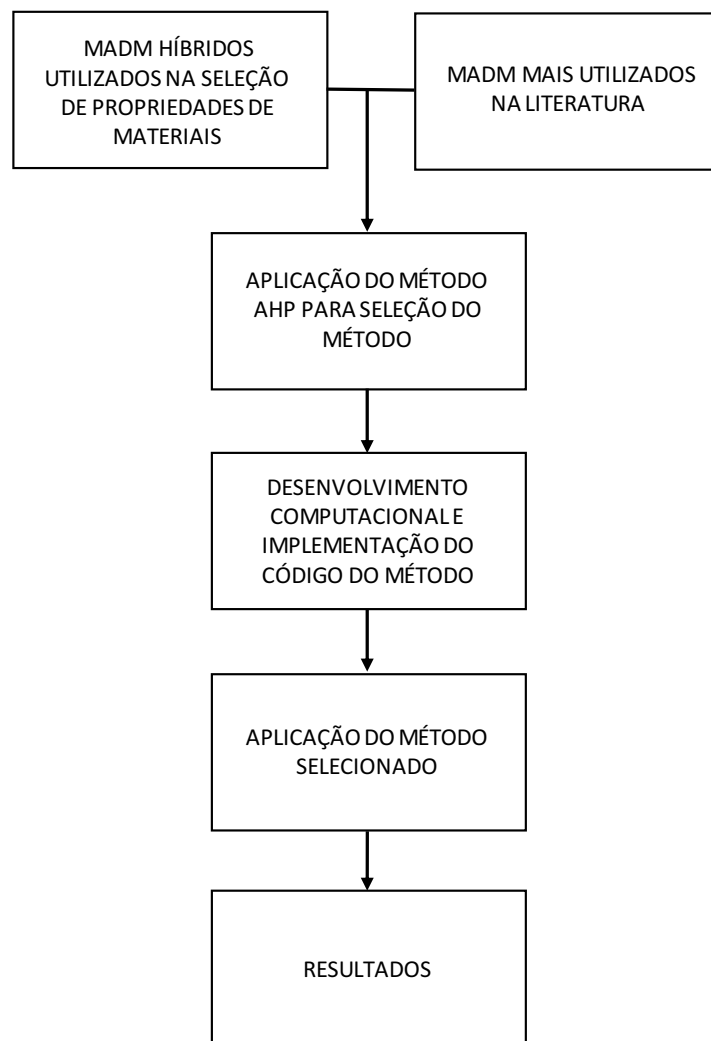 MADM HÍBRIDOS
UTILIZADOS NA SELEÇÃO
DE PROPRIEDADES DE
MATERIAIS
MADM MAIS UTILIZADOS
NA LITERATURA
APLICAÇÃO DO MÉTODO
AHP PARA SELEÇÃO DO
MÉTODO
DESENVOLVIMENTO
COMPUTACIONAL E
IMPLEMENTAÇÃO DO
CÓDIGO DO MÉTODO
APLICAÇÃO DO MÉTODO
SELECIONADO
RESULTADOS